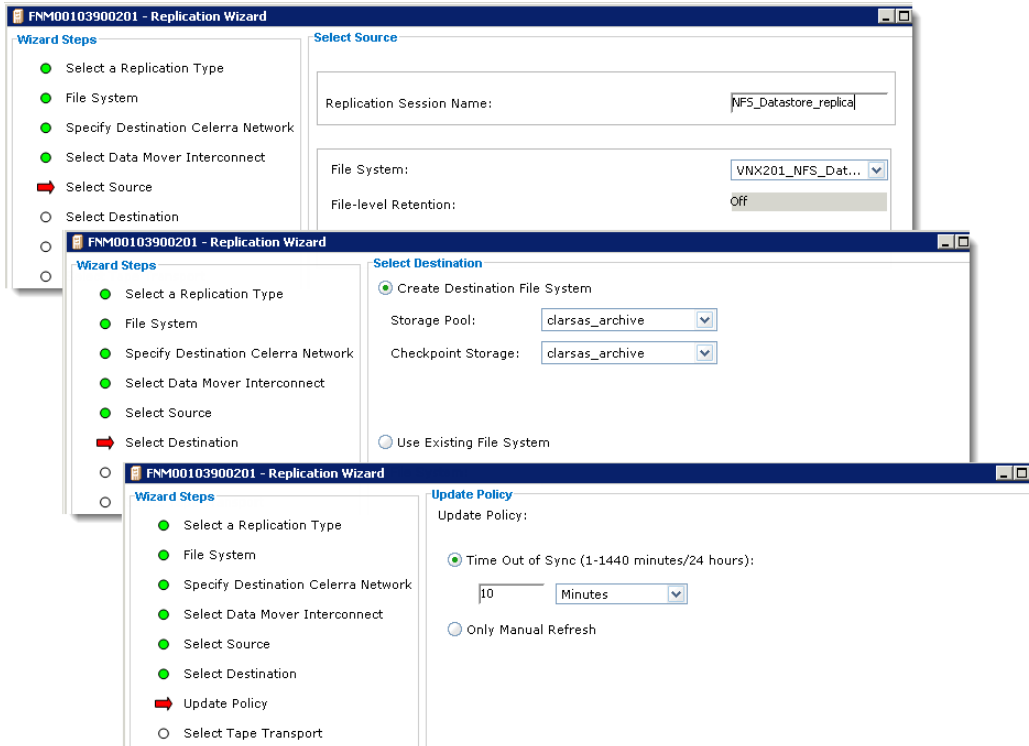 FNM00103900201 - Replication Wizard
Wizard Steps
Select a Replication Type
File System
Specify Destination Celerra Network
Select Data Mover Interconnect
Select Source
Select Destination
Select Source
Replication Session Name:
NFS_Datastore_replica
File System:
VNX201_NFS_Dat...
File-level Retention:
Off
FNM00103900201 - Replication Wizard
Wizard Steps
Select a Replication Type
File System
Specify Destination Celerra Network
Select Data Mover Interconnect
Select Source
Select Destination
Select Destination
Create Destination File System
Storage Pool:
clarsas_archive
Checkpoint Storage:
clarsas_archive
Use Existing File System
FNM00103900201 - Replication Wizard
Wizard Steps
Select a Replication Type
File System
Specify Destination Celerra Network
Select Data Mover Interconnect
Select Source
Select Destination
Update Policy
Select Tape Transport
Update Policy
Update Policy:
Time Out of Sync (1-1440 minutes/24 hours):
10
Minutes
Only Manual Refresh